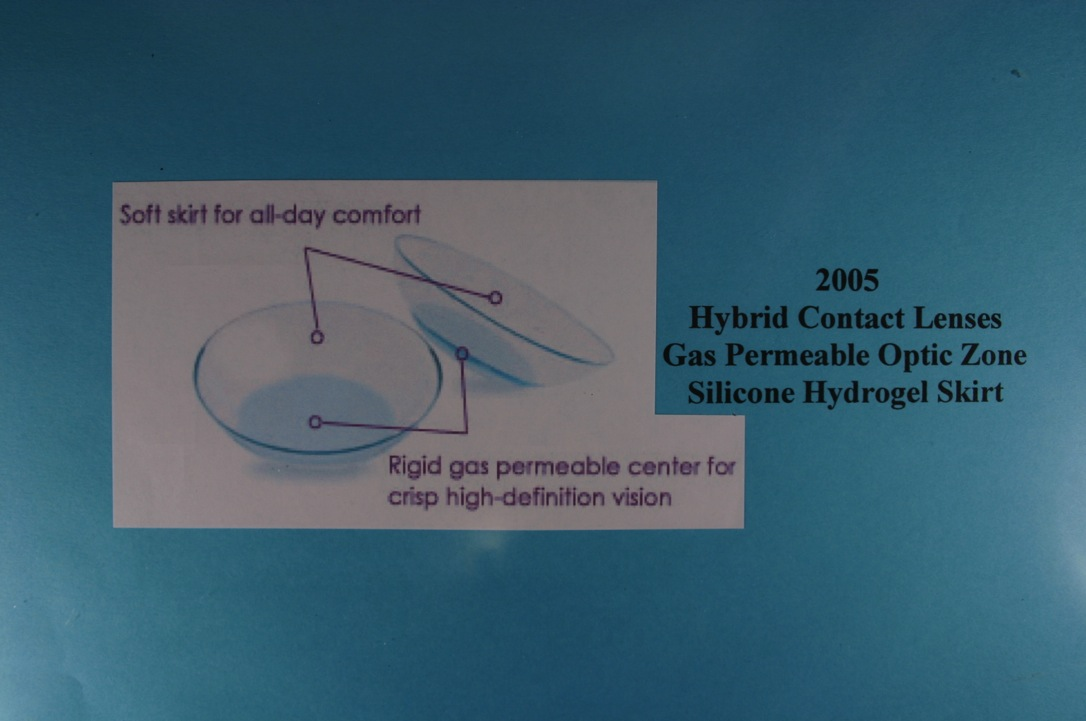 Soft skirt for all-day comfort
Rigid gas permeable center for
crisp high-definition vision
2005
Hybrid Contact Lenses
Gas Permeable Optic Zone
Silicone Hydrogel Skirt